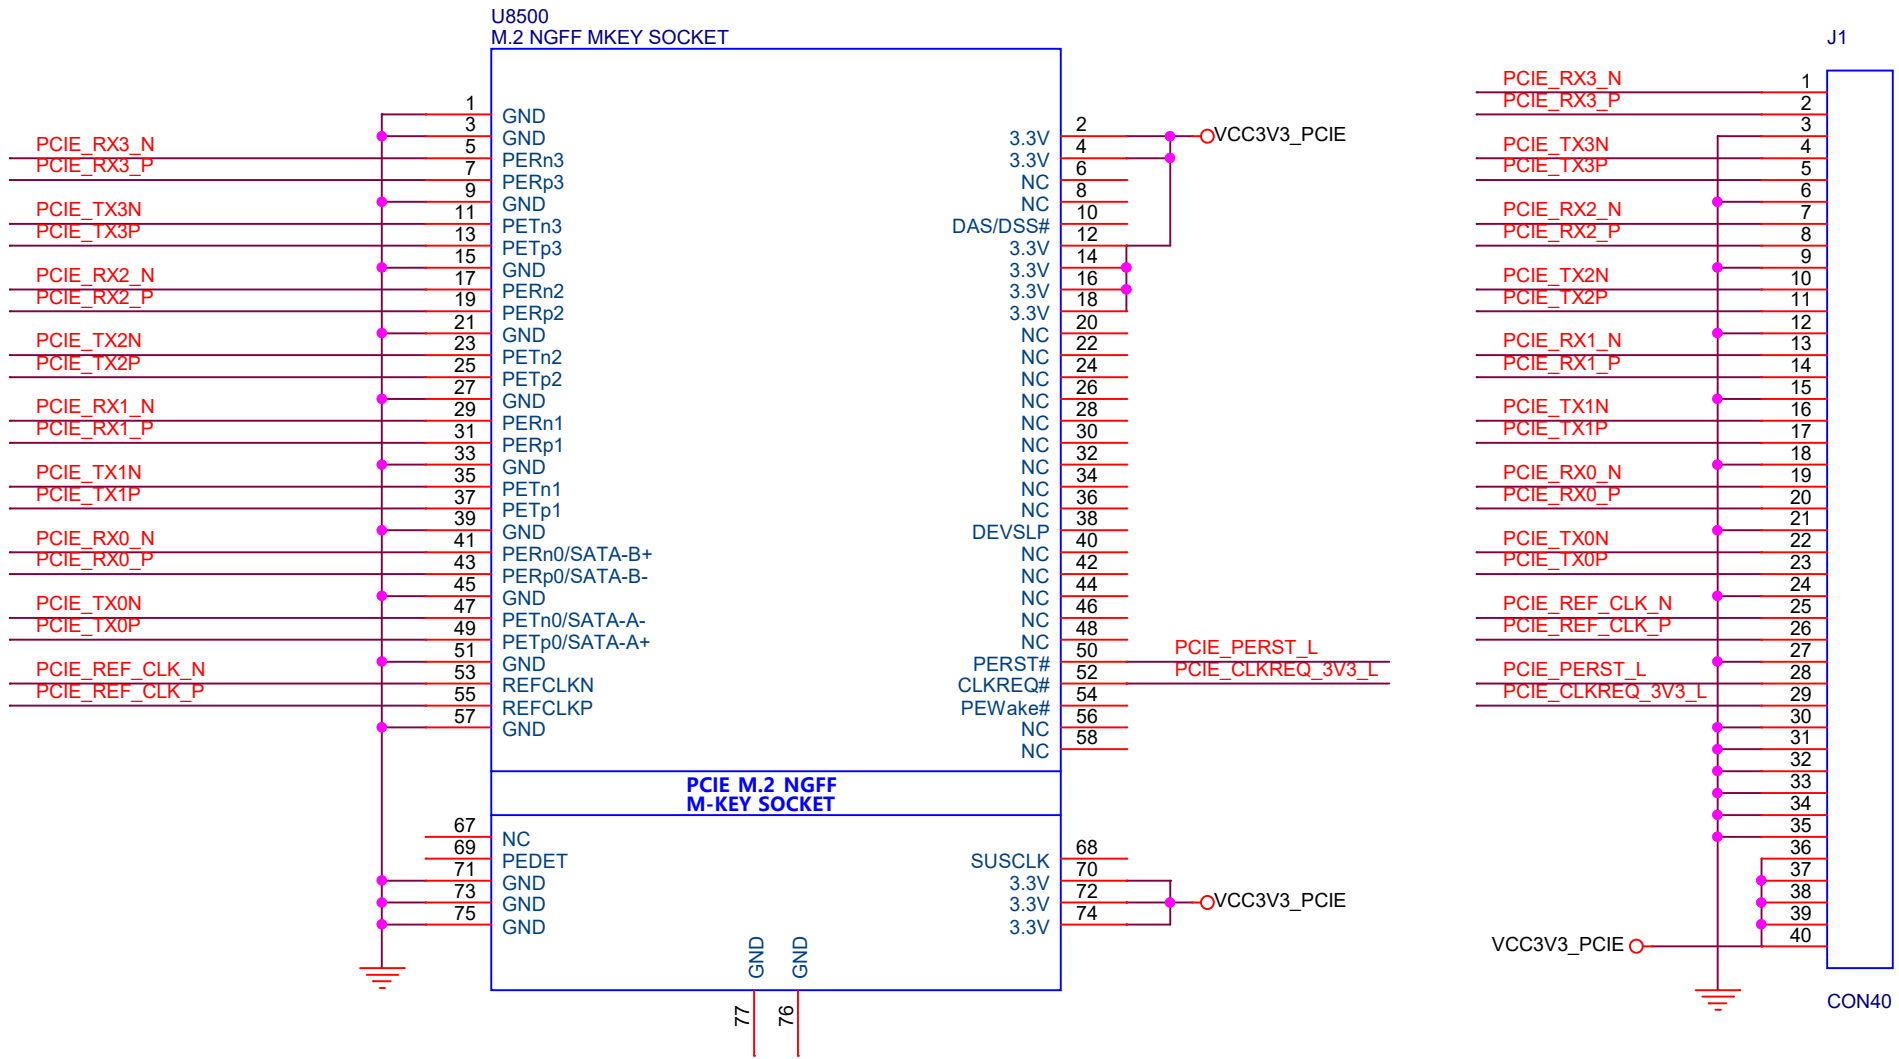 U8500
M.2 NGFF MKEY SOCKET
J1
1
GND
3
GND
PCIE_RX3_N
5
PERn3
PCIE_RX3_P
7
PERp3
9
GND
PCIE_TX3N
11
PETn3
PCIE_TX3P
13
PETp3
15
GND
PCIE_RX2_N
17
PERn2
PCIE_RX2_P
19
PERp2
21
GND
PCIE_TX2N
23
PETn2
PCIE_TX2P
25
PETp2
27
GND
PCIE_RX1_N
29
PERn1
PCIE_RX1_P
31
PERp1
33
GND
PCIE_TX1N
35
PETn1
PCIE_TX1P
37
PETp1
39
GND
PCIE_RX0_N
41
PERn0/SATA-B+
PCIE_RX0_P
43
PERp0/SATA-B-
45
GND
PCIE_TX0N
47
PETn0/SATA-A-
PCIE_TX0P
49
PETp0/SATA-A+
51
GND
PCIE_REF_CLK_N
53
REFCLKN
PCIE_REF_CLK_P
55
REFCLKP
57
GND
2
3.3V
VCC3V3_PCIE
4
3.3V
6
NC
8
NC
10
DAS/DSS#
12
3.3V
14
3.3V
16
3.3V
18
3.3V
20
NC
22
NC
24
NC
26
NC
28
NC
30
NC
32
NC
34
NC
36
NC
38
DEVSLP
40
NC
42
NC
44
NC
46
NC
48
NC
50
PERST#
PCIE_PERST_L
52
CLKREQ#
PCIE_CLKREQ_3V3_L
54
PEWake#
56
NC
58
NC
PCIE M.2 NGFF
M-KEY SOCKET
67
NC
69
PEDET
71
GND
73
GND
75
GND
68
SUSCLK
70
3.3V
72
3.3V
VCC3V3_PCIE
74
3.3V
GND
GND
77
76
PCIE_RX3_N
1
PCIE_RX3_P
2
3
PCIE_TX3N
4
PCIE_TX3P
5
6
PCIE_RX2_N
7
PCIE_RX2_P
8
9
PCIE_TX2N
10
PCIE_TX2P
11
12
PCIE_RX1_N
13
PCIE_RX1_P
14
15
PCIE_TX1N
16
PCIE_TX1P
17
18
PCIE_RX0_N
19
PCIE_RX0_P
20
21
PCIE_TX0N
22
PCIE_TX0P
23
24
PCIE_REF_CLK_N
25
PCIE_REF_CLK_P
26
27
PCIE_PERST_L
28
PCIE_CLKREQ_3V3_L
29
30
31
32
33
34
35
36
37
38
39
40
VCC3V3_PCIE
CON40